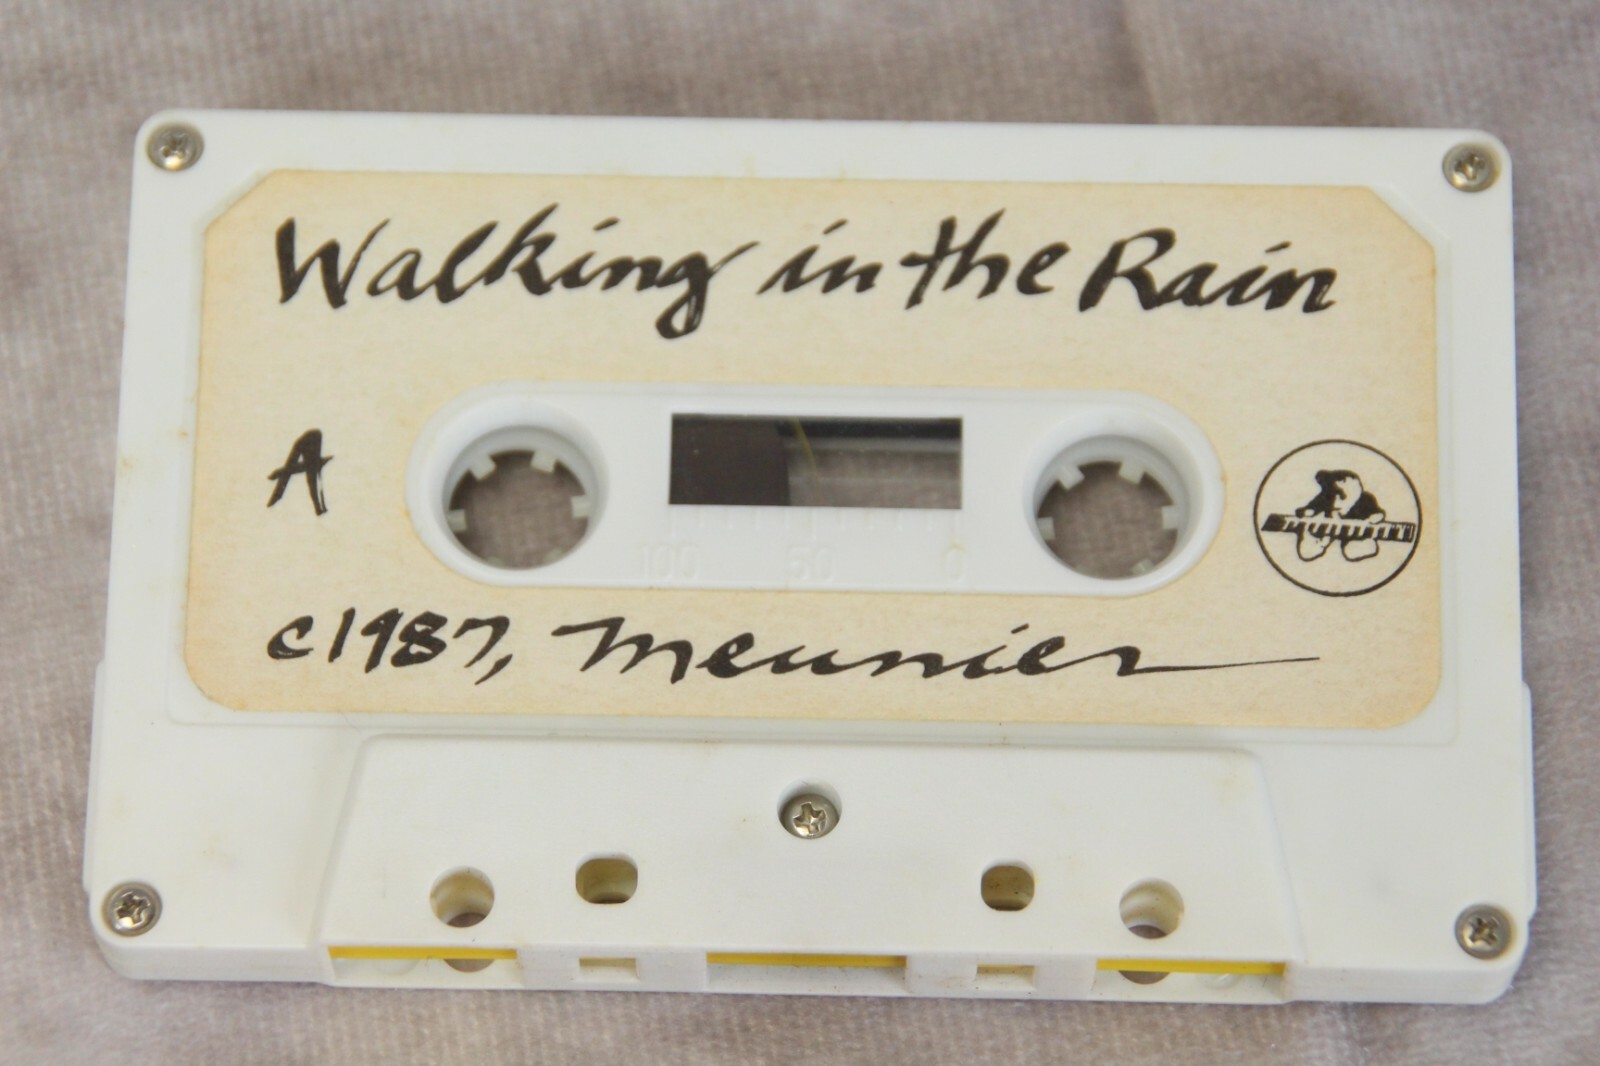 Walking in the Rain
A
100 50 0
c1987, Meunier